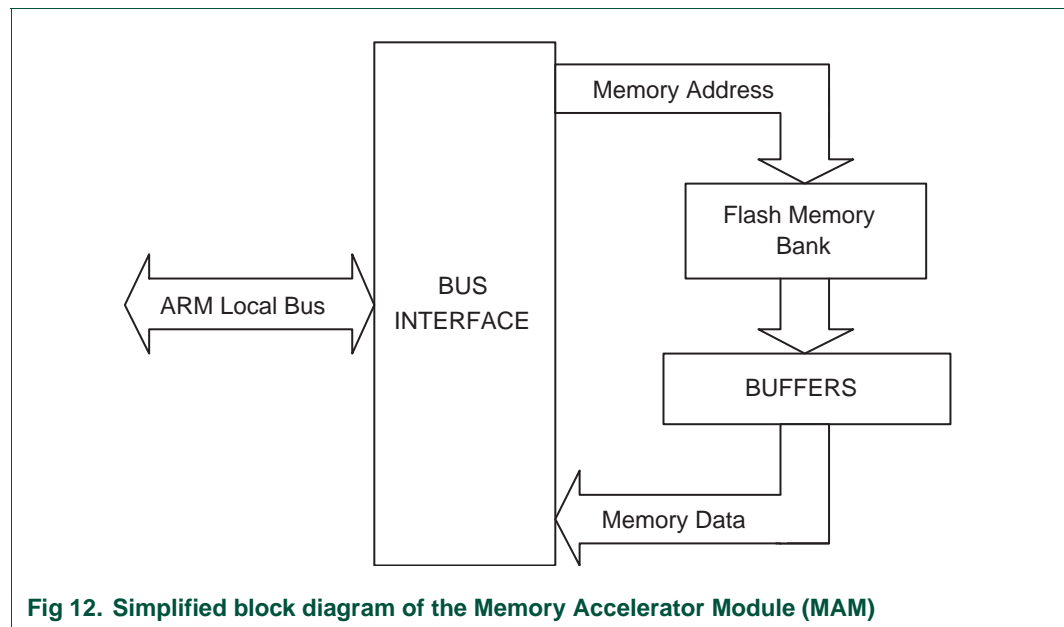 Memory Address
Flash Memory
Bank
BUS
INTERFACE
ARM Local Bus
BUFFERS
Memory Data
Fig 12. Simplified block diagram of the Memory Accelerator Module (MAM)